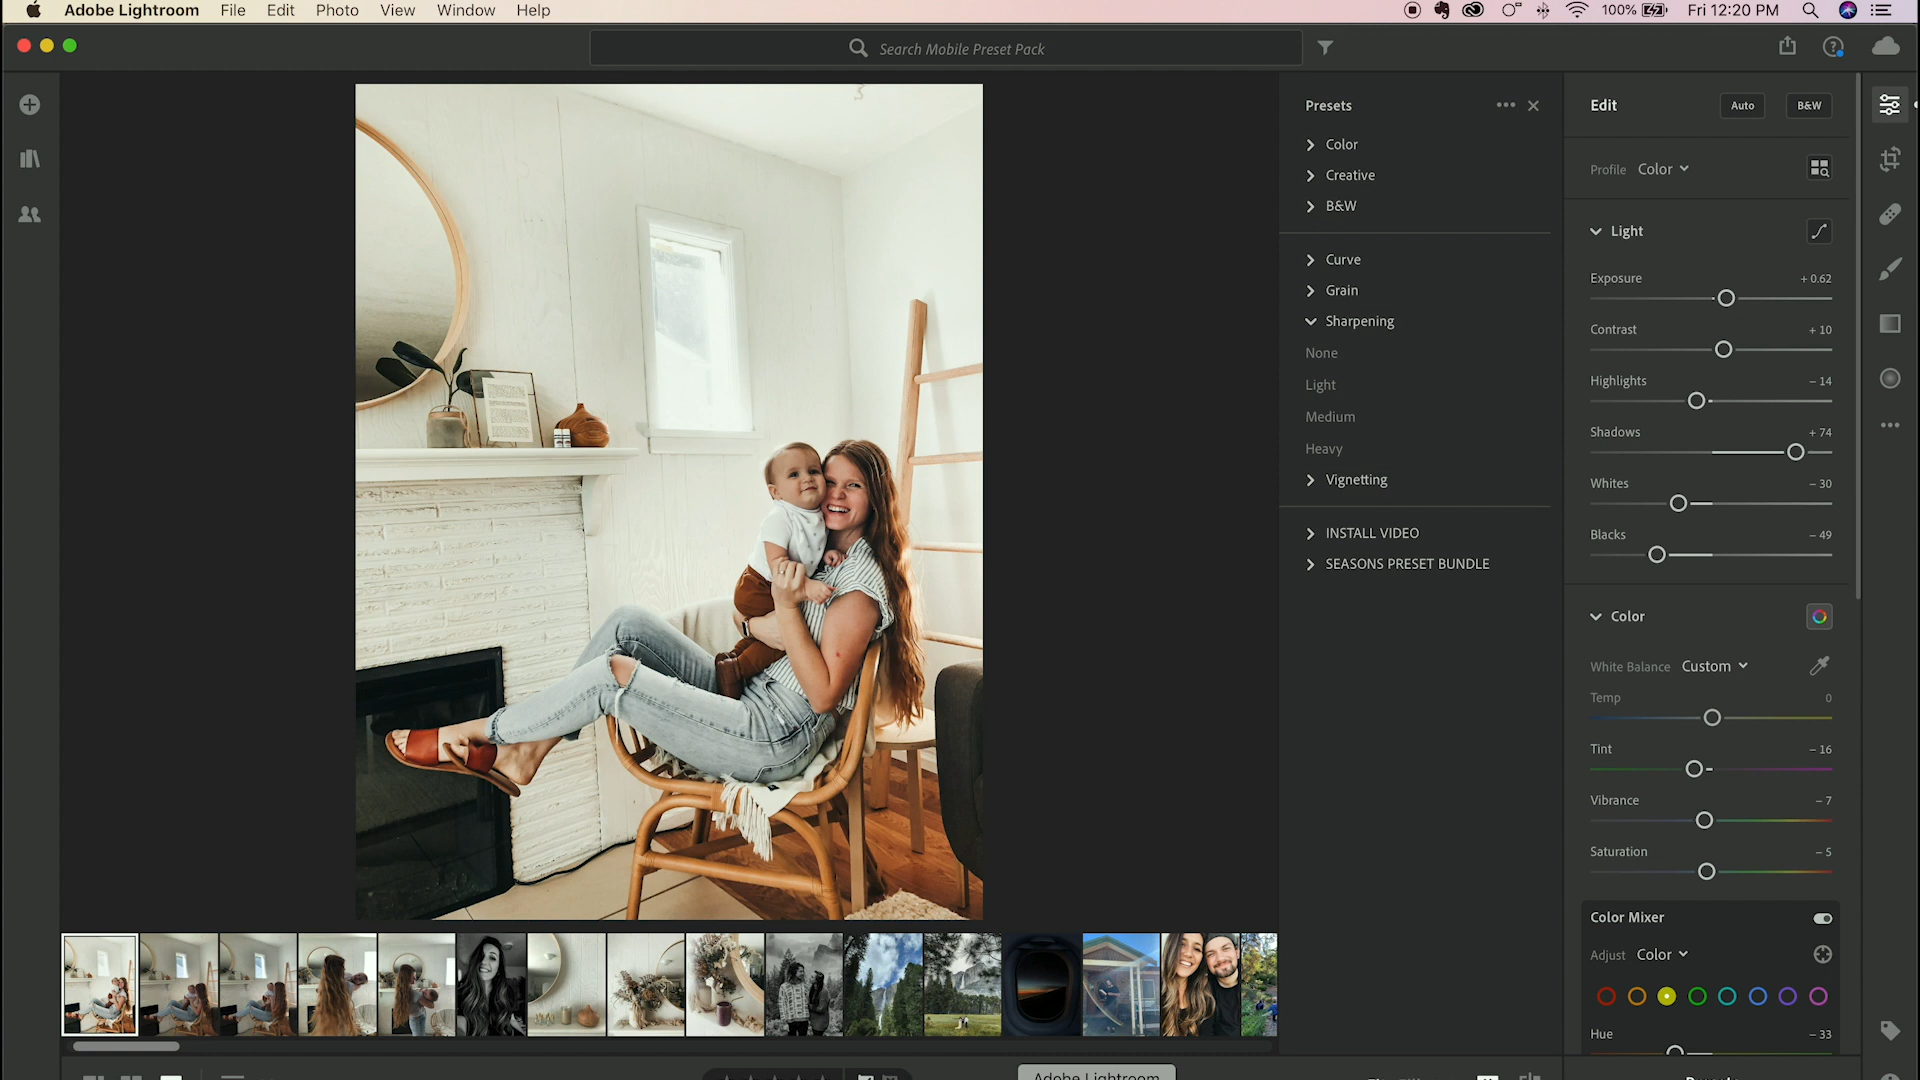 Adobe Lightroom File Edit Photo View Window Help 100% Fri 12:20 PM
Search Mobile Preset Pack
Presets
Color
Creative
B&W
Curve
Grain
Sharpening
None
Light
Medium
Heavy
Vignetting
INSTALL VIDEO
SEASONS PRESET BUNDLE
Edit Auto B&W
Profile Color
Light
Exposure + 0.62
Contrast + 10
Highlights – 14
Shadows + 74
Whites – 30
Blacks – 49
Color
White Balance Custom
Temp 0
Tint – 16
Vibrance – 7
Saturation – 5
Color Mixer
Adjust Color
Hue – 33
Adobe Lightroom